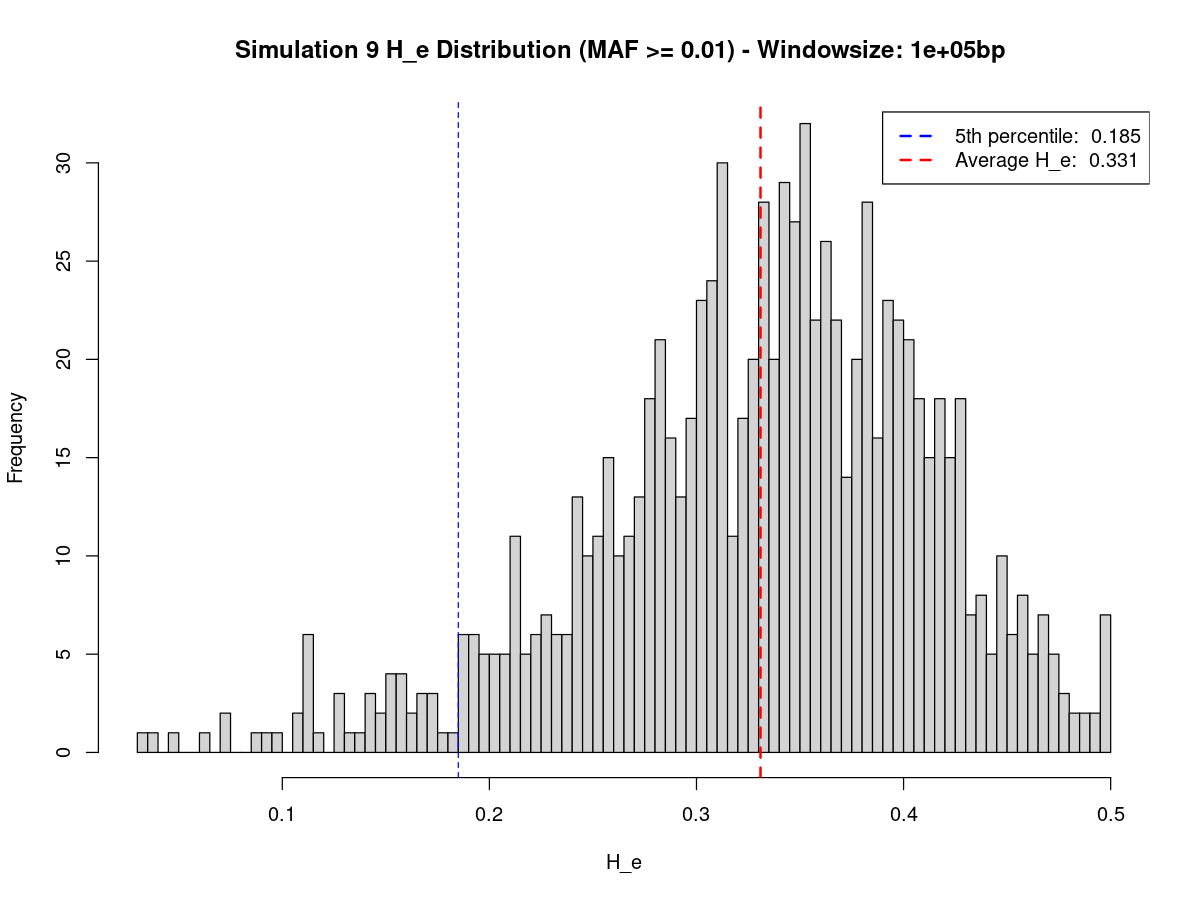 Simulation 9 H_e Distribution (MAF >= 0.01) - Windowsize: 1e+05bp
5th percentile:  0.185
Average H_e:  0.331
Frequency
30
25
20
15
10
5
0
0.1 0.2 0.3 0.4 0.5
H_e